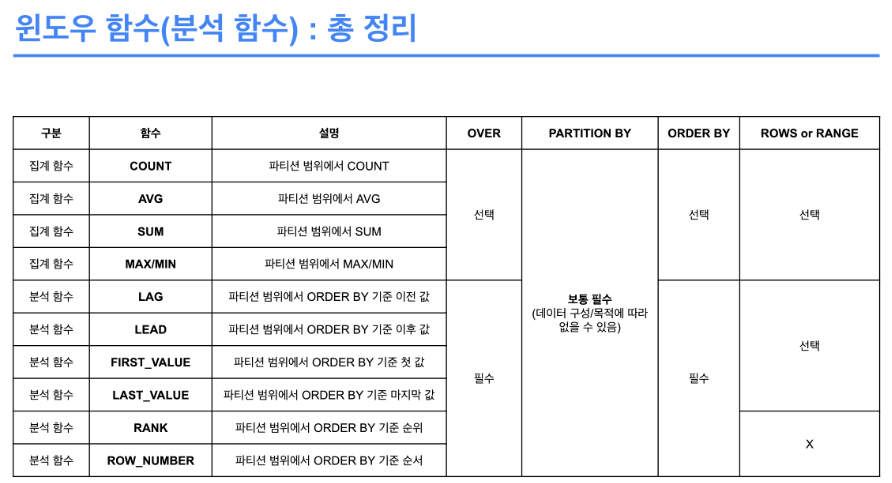 윈도우 함수(분석 함수) : 총 정리
구분 함수 설명 OVER PARTITION BY ORDER BY ROWS or RANGE
집계 함수 COUNT 파티션 범위에서 COUNT
집계 함수 AVG 파티션 범위에서 AVG
선택 선택 선택
집계 함수 SUM 파티션 범위에서 SUM
집계 함수 MAX/MIN 파티션 범위에서 MAX/MIN
분석 함수 LAG 파티션 범위에서 ORDER BY 기준 이전 값
보통 필수
(데이터 구성/목적에 따라
없을 수 있음)
분석 함수 LEAD 파티션 범위에서 ORDER BY 기준 이후 값
선택
분석 함수 FIRST_VALUE 파티션 범위에서 ORDER BY 기준 첫 값
필수 필수
분석 함수 LAST_VALUE 파티션 범위에서 ORDER BY 기준 마지막 값
분석 함수 RANK 파티션 범위에서 ORDER BY 기준 순위
X
분석 함수 ROW_NUMBER 파티션 범위에서 ORDER BY 기준 순서